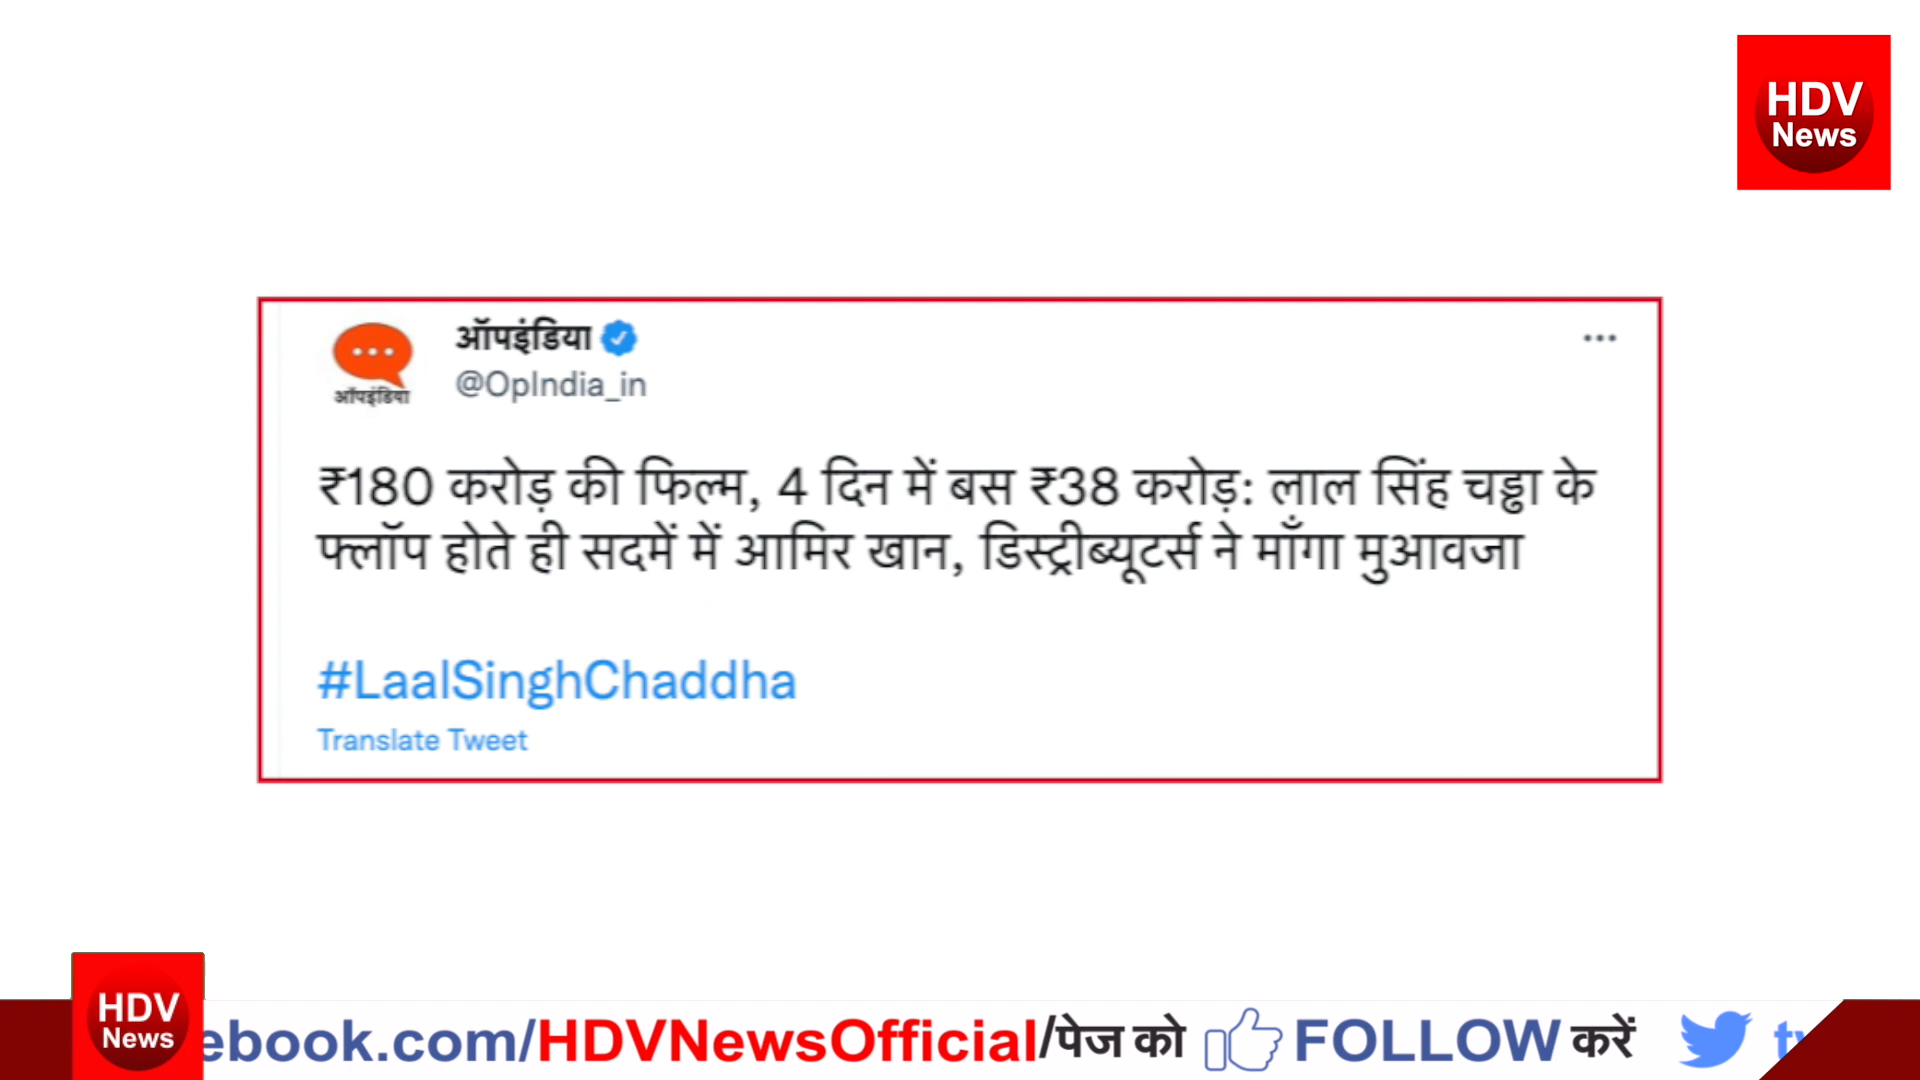 HDV
News
ऑपइंडिया
ऑपइंडिया
@OpIndia_in
₹180 करोड़ की फिल्म, 4 दिन में बस ₹38 करोड़: लाल सिंह चड्ढा के
फ्लॉप होते ही सदमें में आमिर खान, डिस्ट्रीब्यूटर्स ने माँगा मुआवजा
#LaalSinghChaddha
Translate Tweet
HDV
News
ebook.com/HDVNewsOfficial/पेज को FOLLOW करें